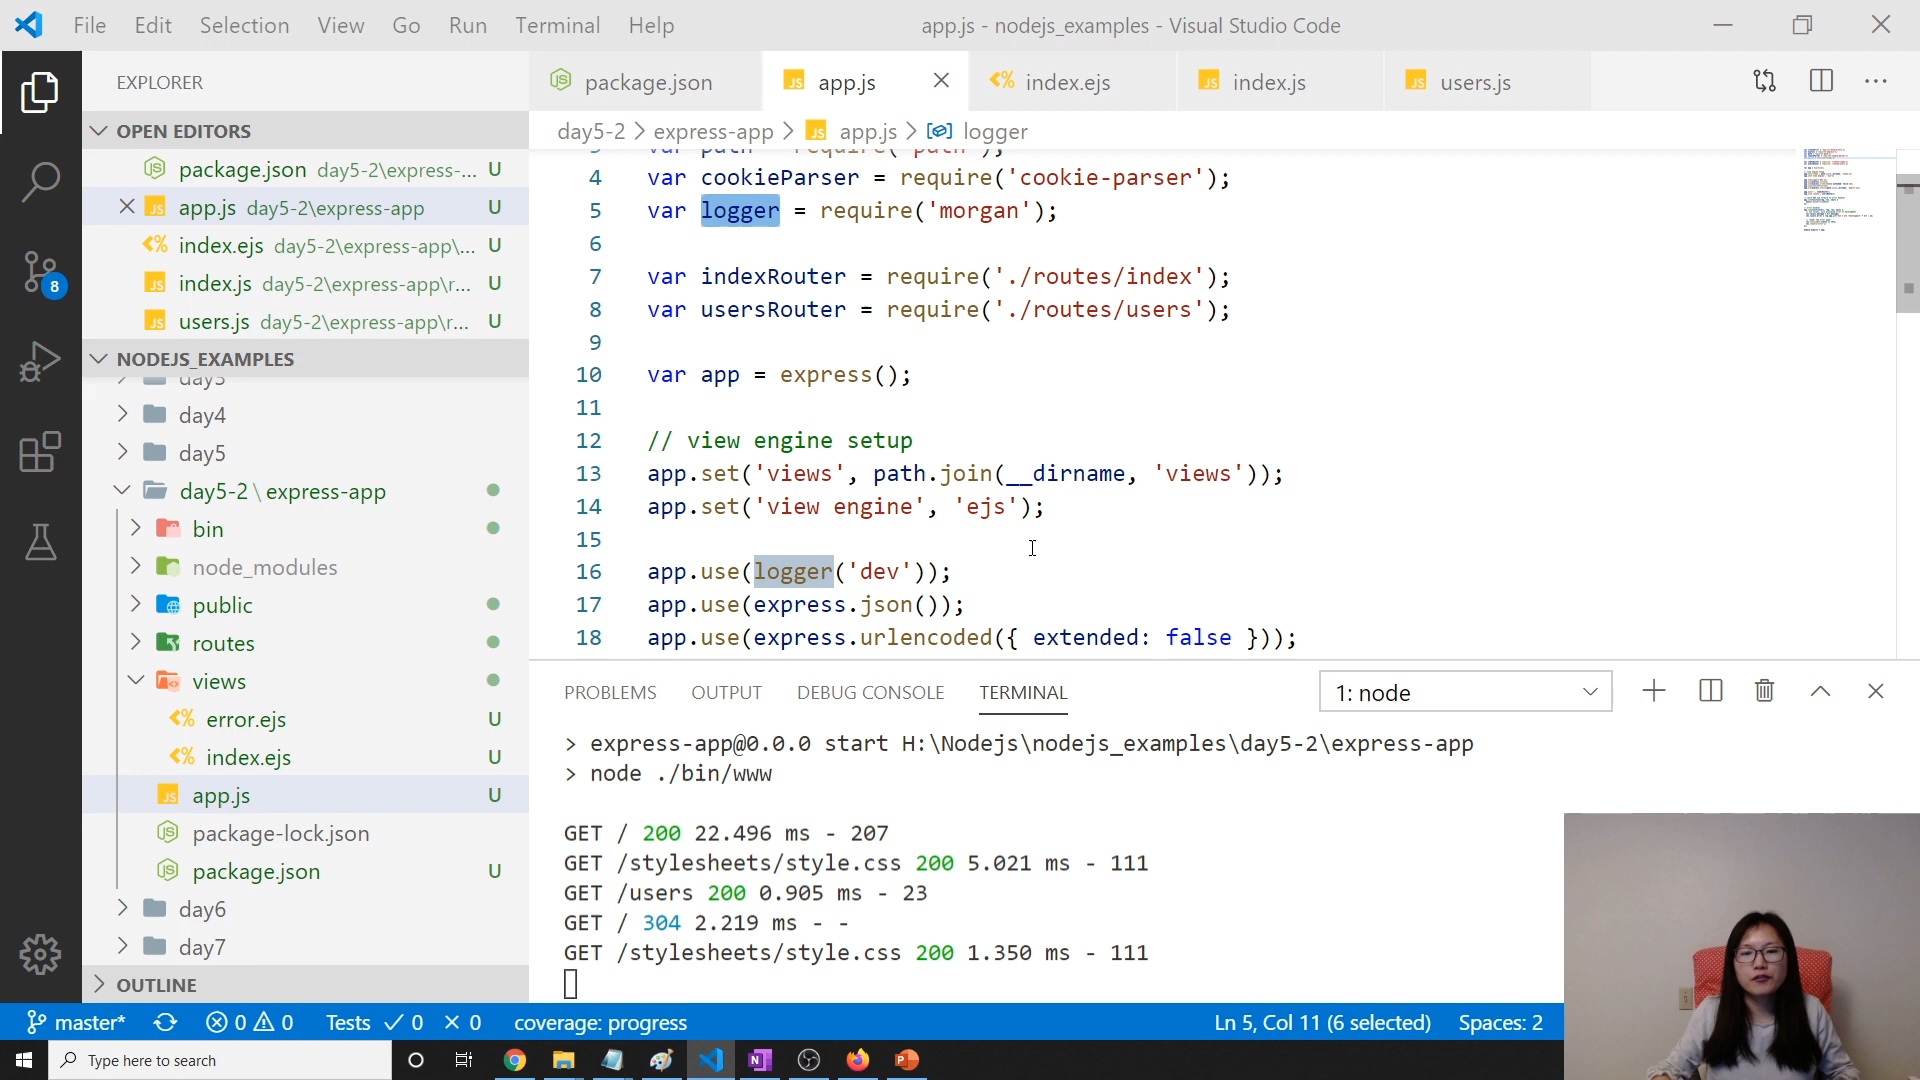 File Edit Selection View Go Run Terminal Help
app.js - nodejs_examples - Visual Studio Code
EXPLORER
OPEN EDITORS
package.json day5-2\express-... U
app.js day5-2\express-app U
index.ejs day5-2\express-app\... U
index.js day5-2\express-app\r... U
users.js day5-2\express-app\r... U
NODEJS_EXAMPLES
day4
day5
day5-2 \ express-app
bin
node_modules
public
routes
views
error.ejs U
index.ejs U
app.js U
package-lock.json
package.json U
day6
day7
OUTLINE
8
package.json app.js index.ejs index.js users.js
day5-2 > express-app > app.js > logger
4 var cookieParser = require('cookie-parser');
5 var logger = require('morgan');
6
7 var indexRouter = require('./routes/index');
8 var usersRouter = require('./routes/users');
9
10 var app = express();
11
12 // view engine setup
13 app.set('views', path.join(__dirname, 'views'));
14 app.set('view engine', 'ejs');
15
16 app.use(logger('dev'));
17 app.use(express.json());
18 app.use(express.urlencoded({ extended: false }));
PROBLEMS OUTPUT DEBUG CONSOLE TERMINAL 1: node
> express-app@0.0.0 start H:\Nodejs\nodejs_examples\day5-2\express-app
> node ./bin/www
GET / 200 22.496 ms - 207
GET /stylesheets/style.css 200 5.021 ms - 111
GET /users 200 0.905 ms - 23
GET / 304 2.219 ms - -
GET /stylesheets/style.css 200 1.350 ms - 111
master* 0 0 Tests 0 0 coverage: progress Ln 5, Col 11 (6 selected) Spaces: 2
Type here to search